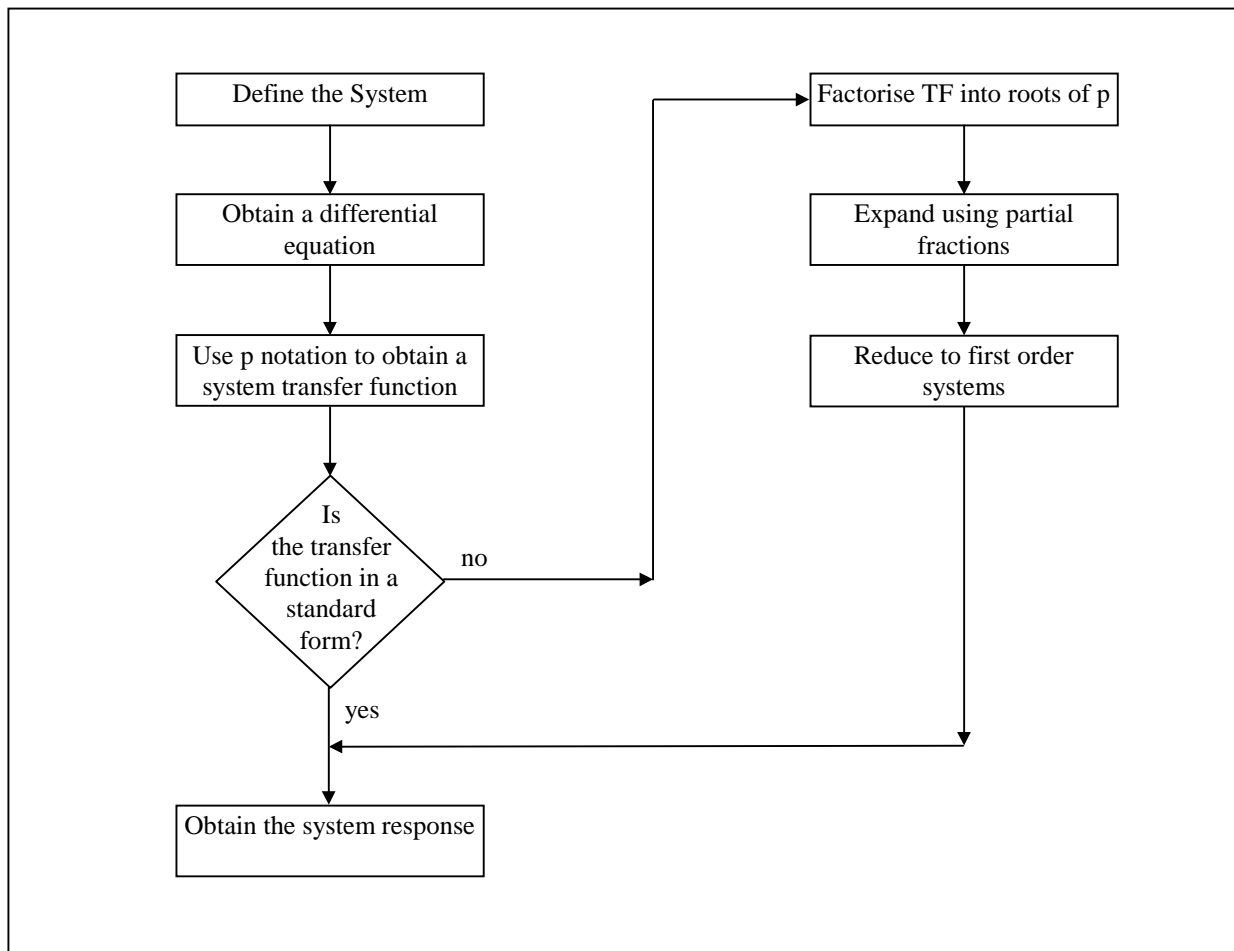 Define the System
Obtain a differential
equation
Use p notation to obtain a
system transfer function
Is
the transfer
function in a
standard
form?
no
yes
Obtain the system response
Factorise TF into roots of p
Expand using partial
fractions
Reduce to first order
systems